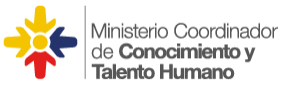 Ministerio Coordinador
de Conocimiento y
Talento Humano